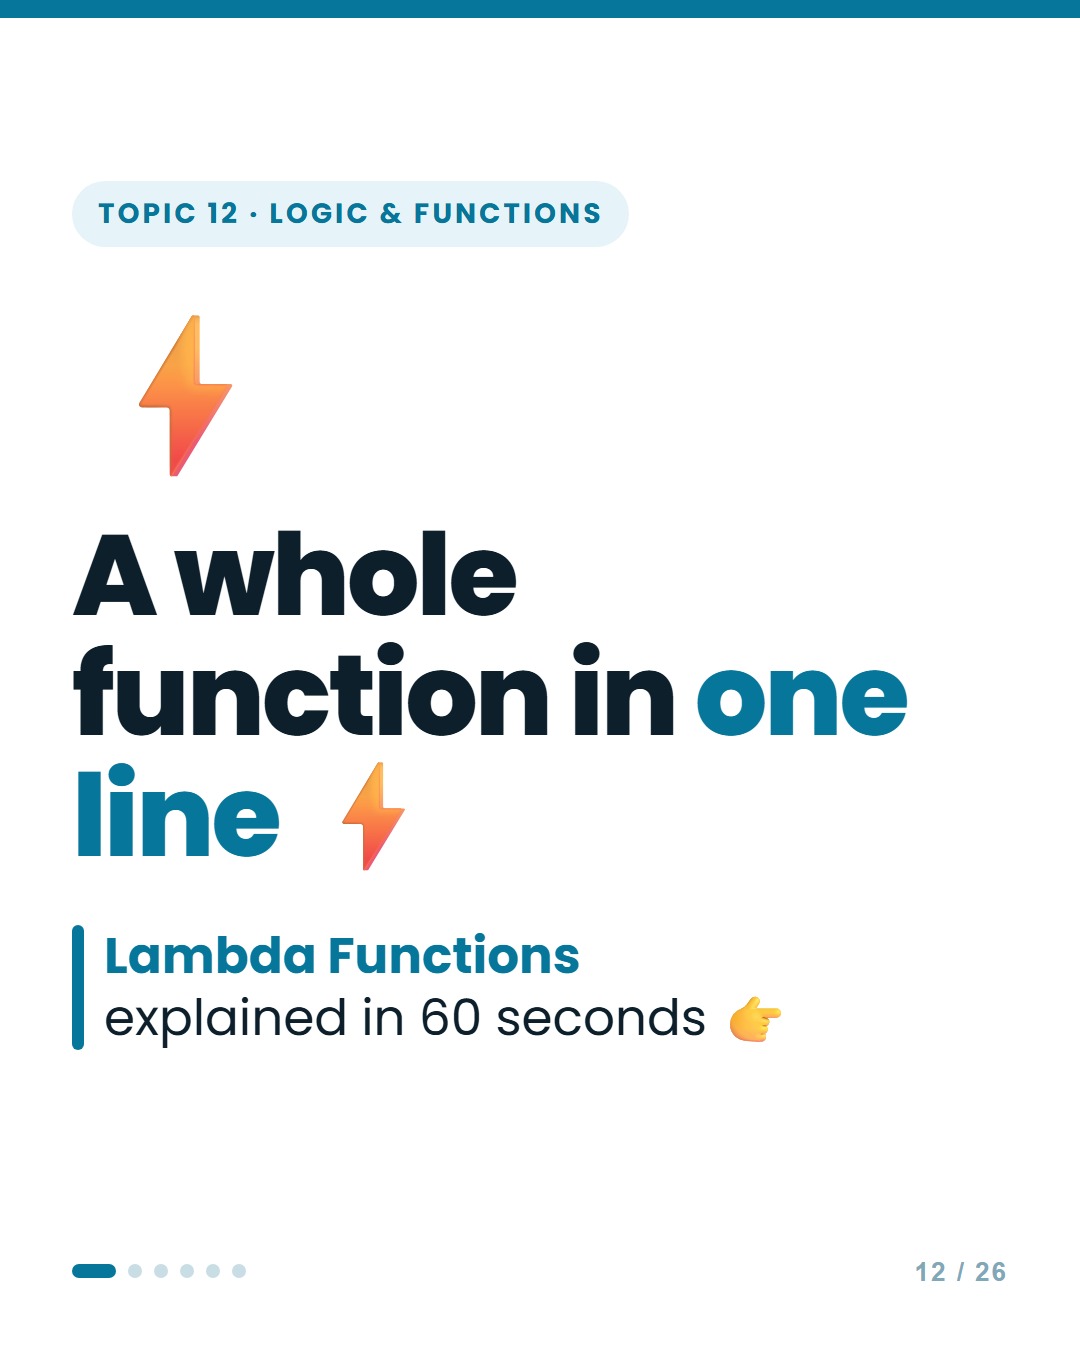 TOPIC 12 · LOGIC & FUNCTIONS
A whole
function in one
line ⚡
Lambda Functions
explained in 60 seconds 👉
12 / 26